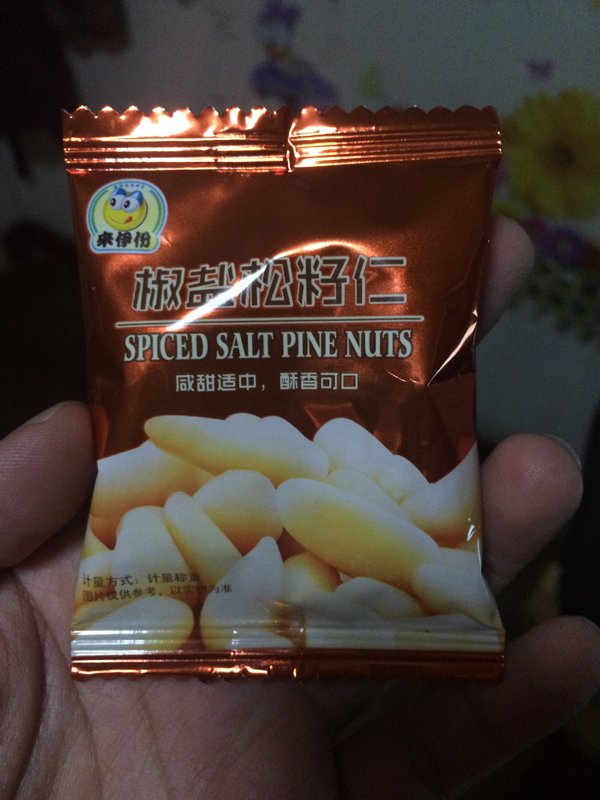 来伊份
椒盐松籽仁
SPICED SALT PINE NUTS
咸甜适中，酥香可口
计量方式：计量称重
图片仅供参考，以实物为准